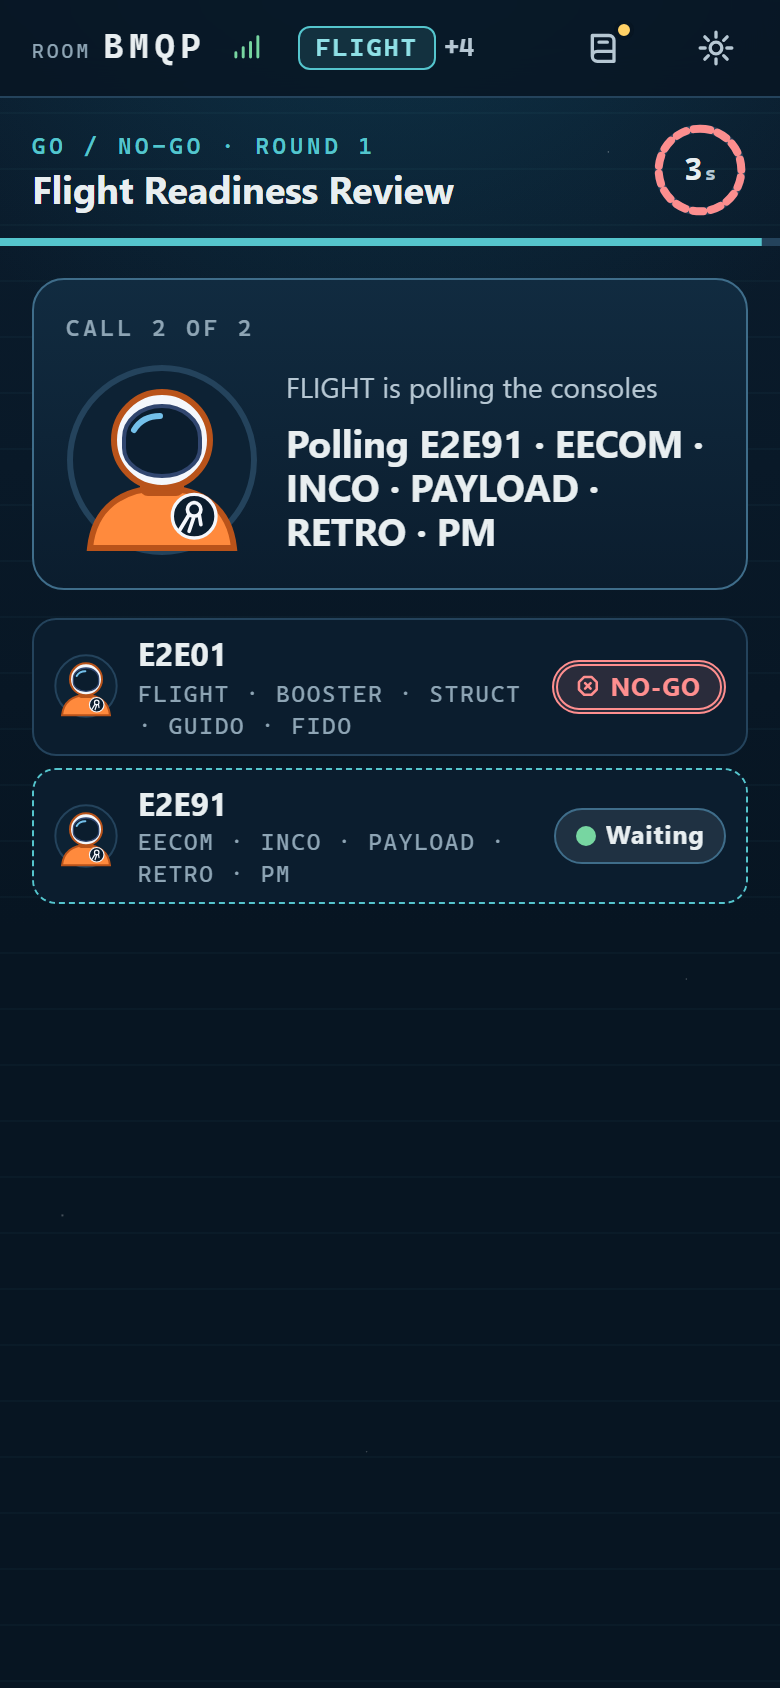 ROOM BMQP FLIGHT +4
GO / NO-GO · ROUND 1
Flight Readiness Review
3s
CALL 2 OF 2
FLIGHT is polling the consoles
Polling E2E91 · EECOM ·
INCO · PAYLOAD ·
RETRO · PM
E2E01
FLIGHT · BOOSTER · STRUCT
· GUIDO · FIDO
NO-GO
E2E91
EECOM · INCO · PAYLOAD ·
RETRO · PM
Waiting